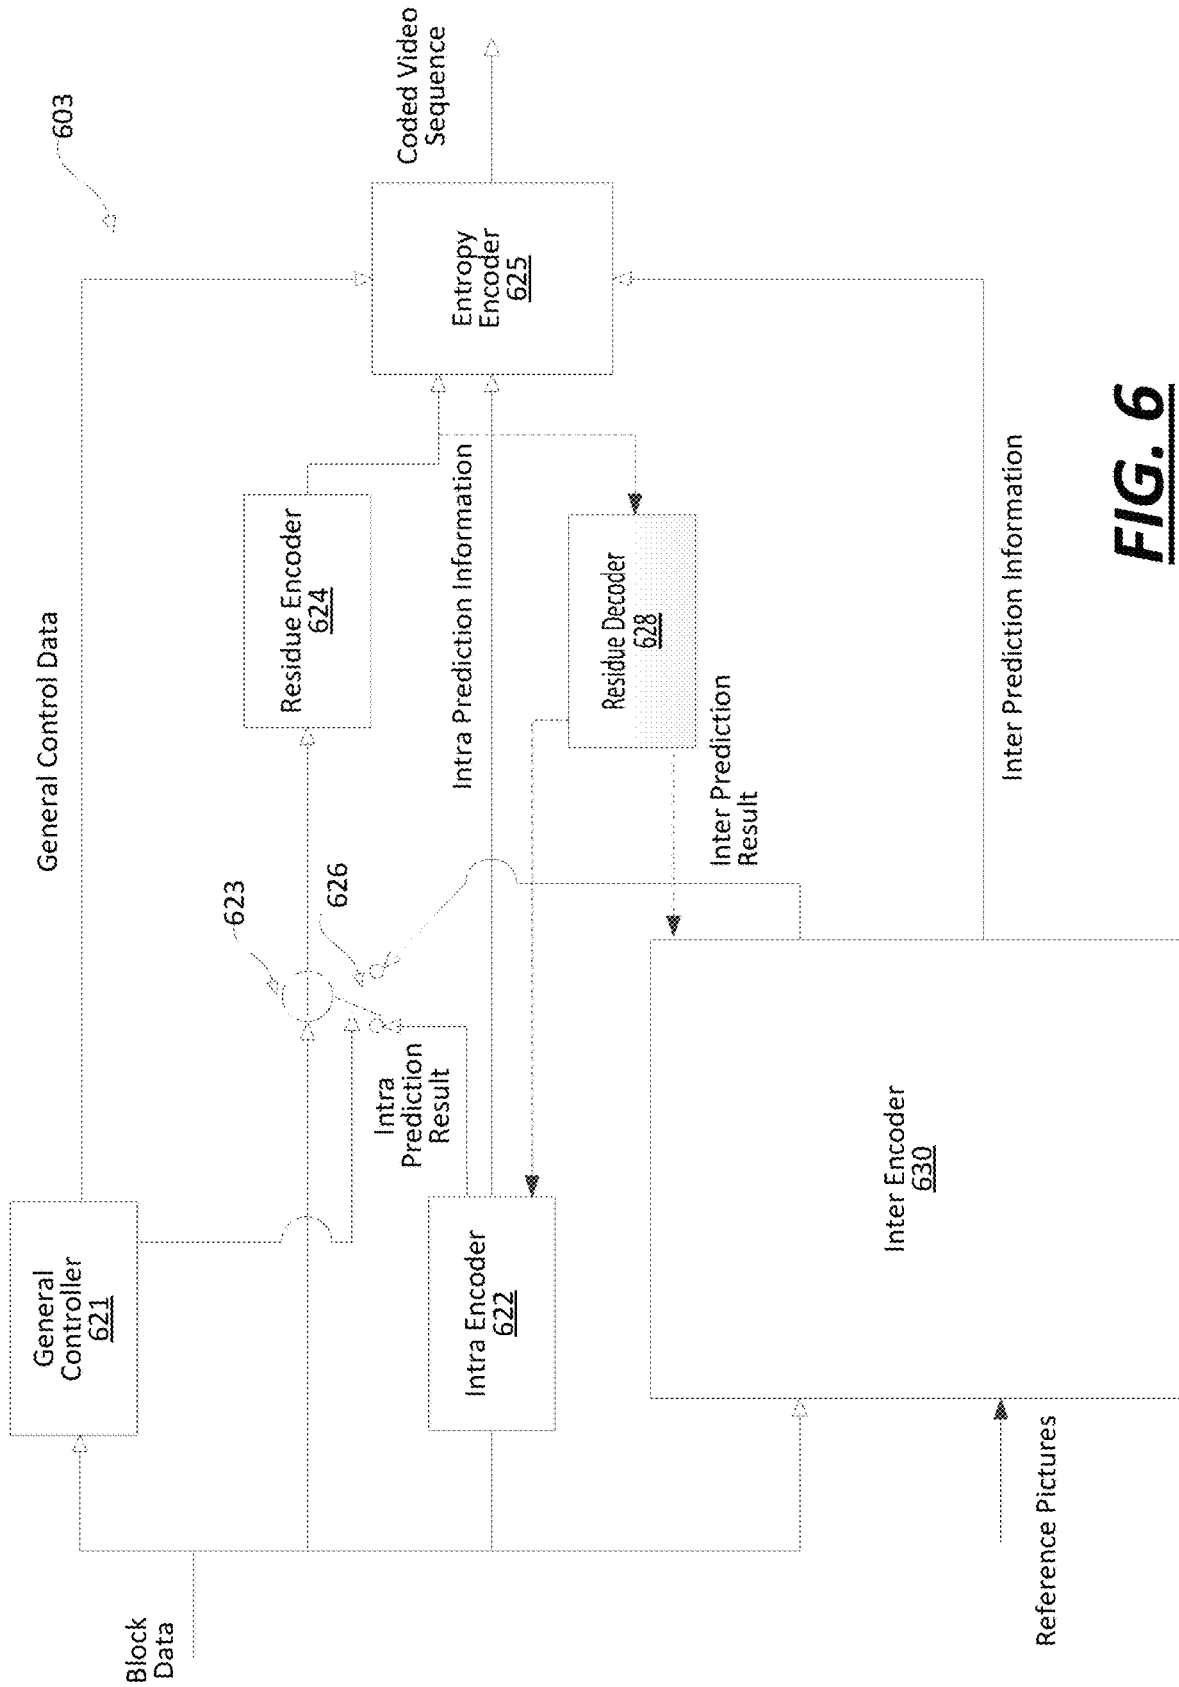 603
General Control Data
General
Controller
621
623
626
Residue Encoder
624
Coded Video
Sequence
Entropy
Encoder
625
Block
Data
Intra
Prediction
Result
Intra Prediction Information
Intra Encoder
622
Residue Decoder
628
Inter Prediction
Result
Inter Encoder
630
Reference Pictures
Inter Prediction Information
FIG. 6